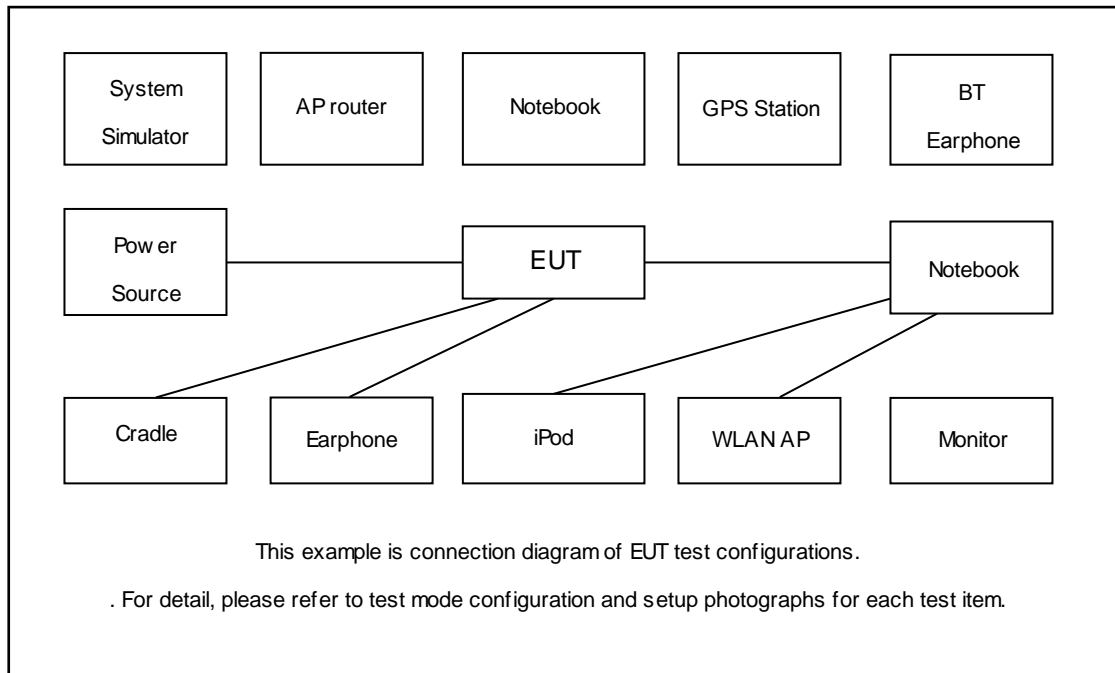 System
Simulator
AP router
Notebook
GPS Station
BT
Earphone
Power
Source
EUT
Notebook
Cradle
Earphone
iPod
WLAN AP
Monitor
This example is connection diagram of EUT test configurations.
. For detail, please refer to test mode configuration and setup photographs for each test item.